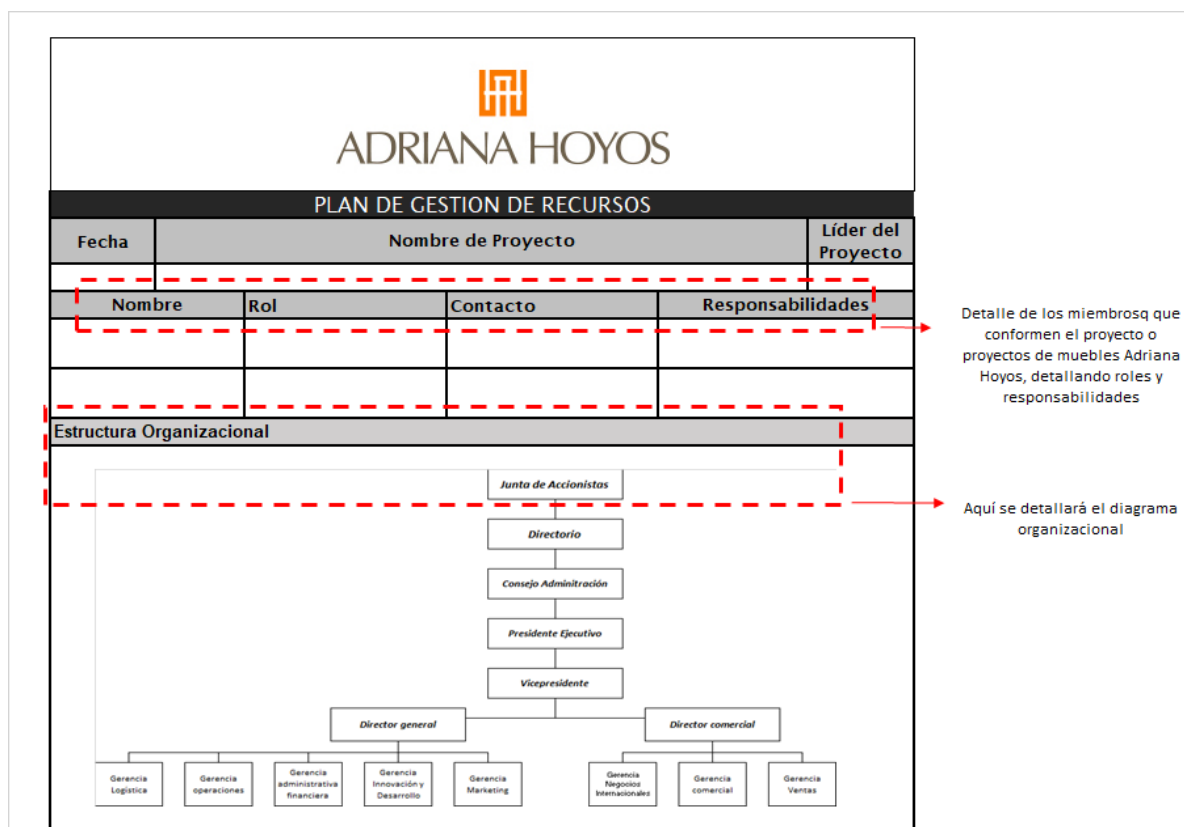 ADRIANA HOYOS
PLAN DE GESTION DE RECURSOS
Fecha
Nombre de Proyecto
Líder del
Proyecto
Nombre
Rol
Contacto
Responsabilidades
Detalle de los miembrosq que
conformen el proyecto o
proyectos de muebles Adriana
Hoyos, detallando roles y
responsabilidades
Estructura Organizacional
Aquí se detallará el diagrama
organizacional
Junta de Accionistas
Directorio
Consejo Adminitración
Presidente Ejecutivo
Vicepresidente
Director general
Director comercial
Gerencia
Logística
Gerencia
operaciones
Gerencia
administrativa
financiera
Gerencia
Innovación y
Desarrollo
Gerencia
Marketing
Gerencia
Negocios
Internacionales
Gerencia
comercial
Gerencia
Ventas